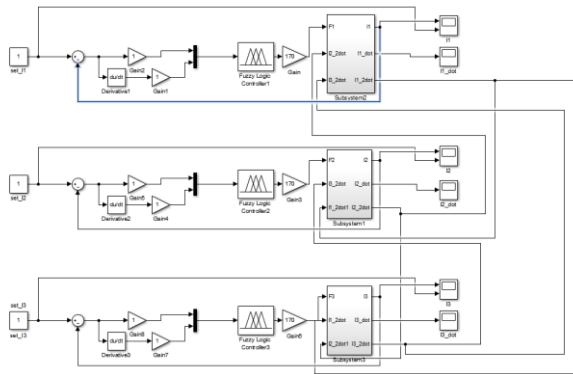 F1
l1
l1
1
1
170
l2_2dot
l1_dot
set_l1
du/dt
1
Gain2
Gain
Fuzzy Logic
Controller1
l3_2dot
l1_2dot
l1_dot
Derivative1
Gain1
Subsystem2
F2
l2
l2
1
1
170
l3_2dot
l2_dot
set_l2
du/dt
1
Gain5
Gain3
Fuzzy Logic
Controller2
l1_2dot
l2_2dot
l2_dot
Derivative2
Gain4
Subsystem1
set_l3
F3
l3
l3
1
1
170
l1_2dot
l3_dot
set_l3
du/dt
1
Gain8
Gain6
Fuzzy Logic
Controller3
l2_2dot
l3_2dot
l3_dot
Derivative3
Gain7
Subsystem3